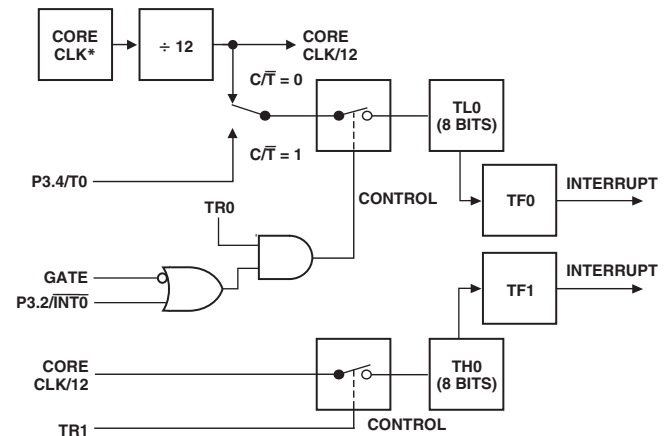 CORE
CLK*
÷ 12
CORE
CLK/12
C/T̅ = 0
TL0
(8 BITS)
C/T̅ = 1
P3.4/T0
CONTROL
TF0
INTERRUPT
TR0
GATE
P3.2/I̅N̅T̅0̅
TF1
INTERRUPT
CORE
CLK/12
TH0
(8 BITS)
TR1
CONTROL